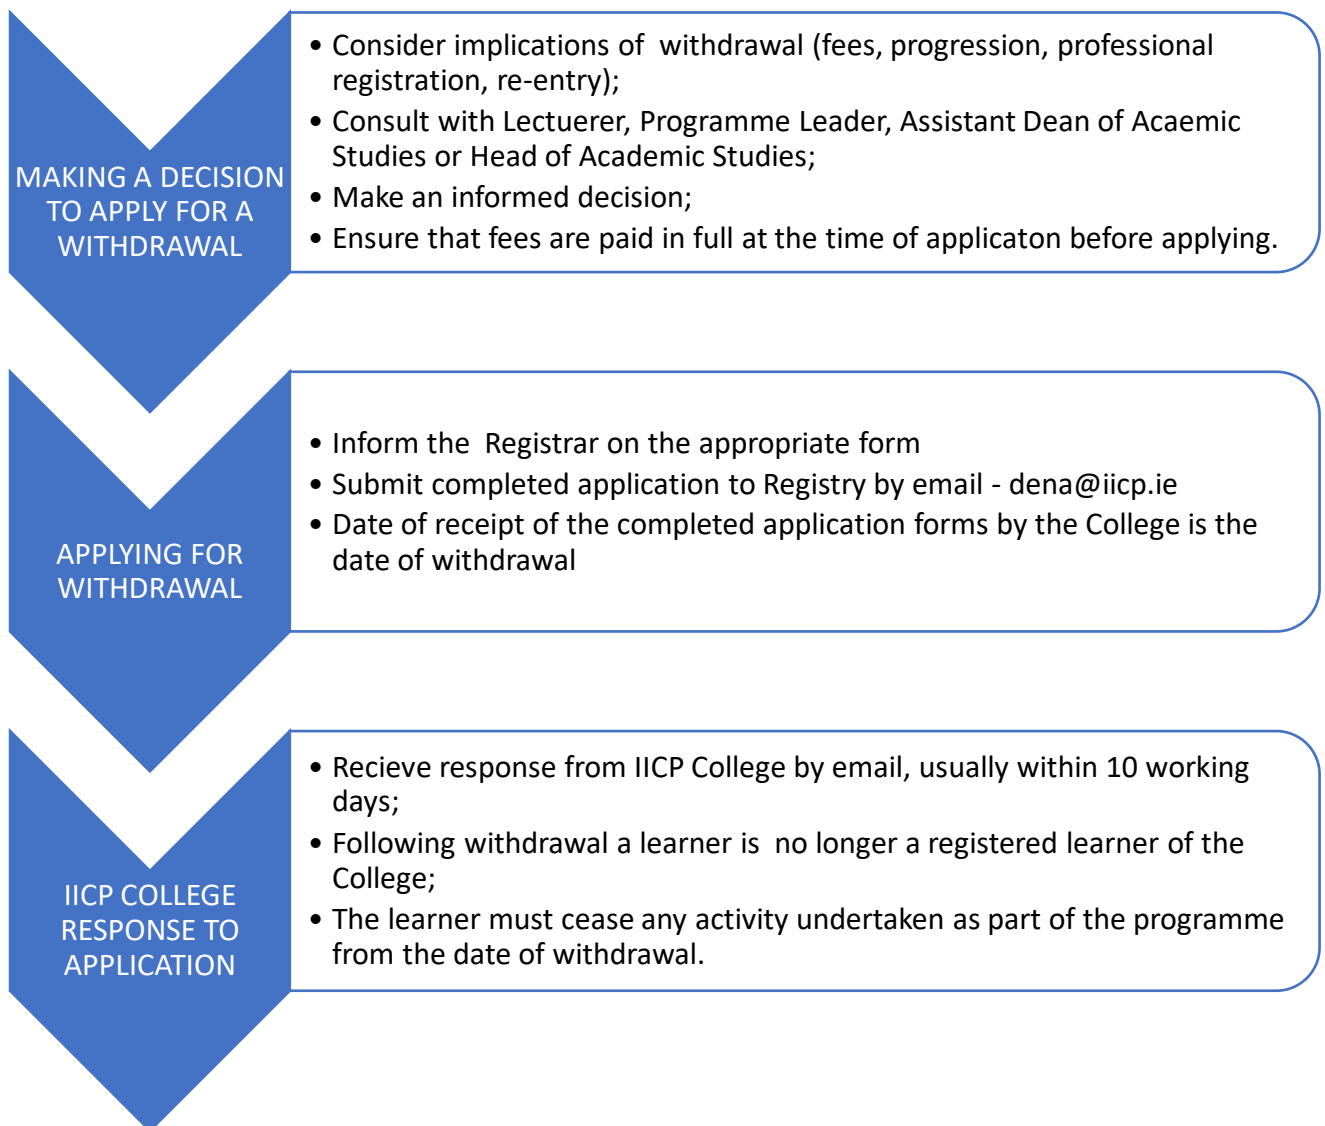 MAKING A DECISION
TO APPLY FOR A
WITHDRAWAL
• Consider implications of  withdrawal (fees, progression, professional
registration, re-entry);
• Consult with Lectuerer, Programme Leader, Assistant Dean of Acaemic
Studies or Head of Academic Studies;
• Make an informed decision;
• Ensure that fees are paid in full at the time of applicaton before applying.
APPLYING FOR
WITHDRAWAL
• Inform the  Registrar on the appropriate form
• Submit completed application to Registry by email - dena@iicp.ie
• Date of receipt of the completed application forms by the College is the
date of withdrawal
IICP COLLEGE
RESPONSE TO
APPLICATION
• Recieve response from IICP College by email, usually within 10 working
days;
• Following withdrawal a learner is  no longer a registered learner of the
College;
• The learner must cease any activity undertaken as part of the programme
from the date of withdrawal.